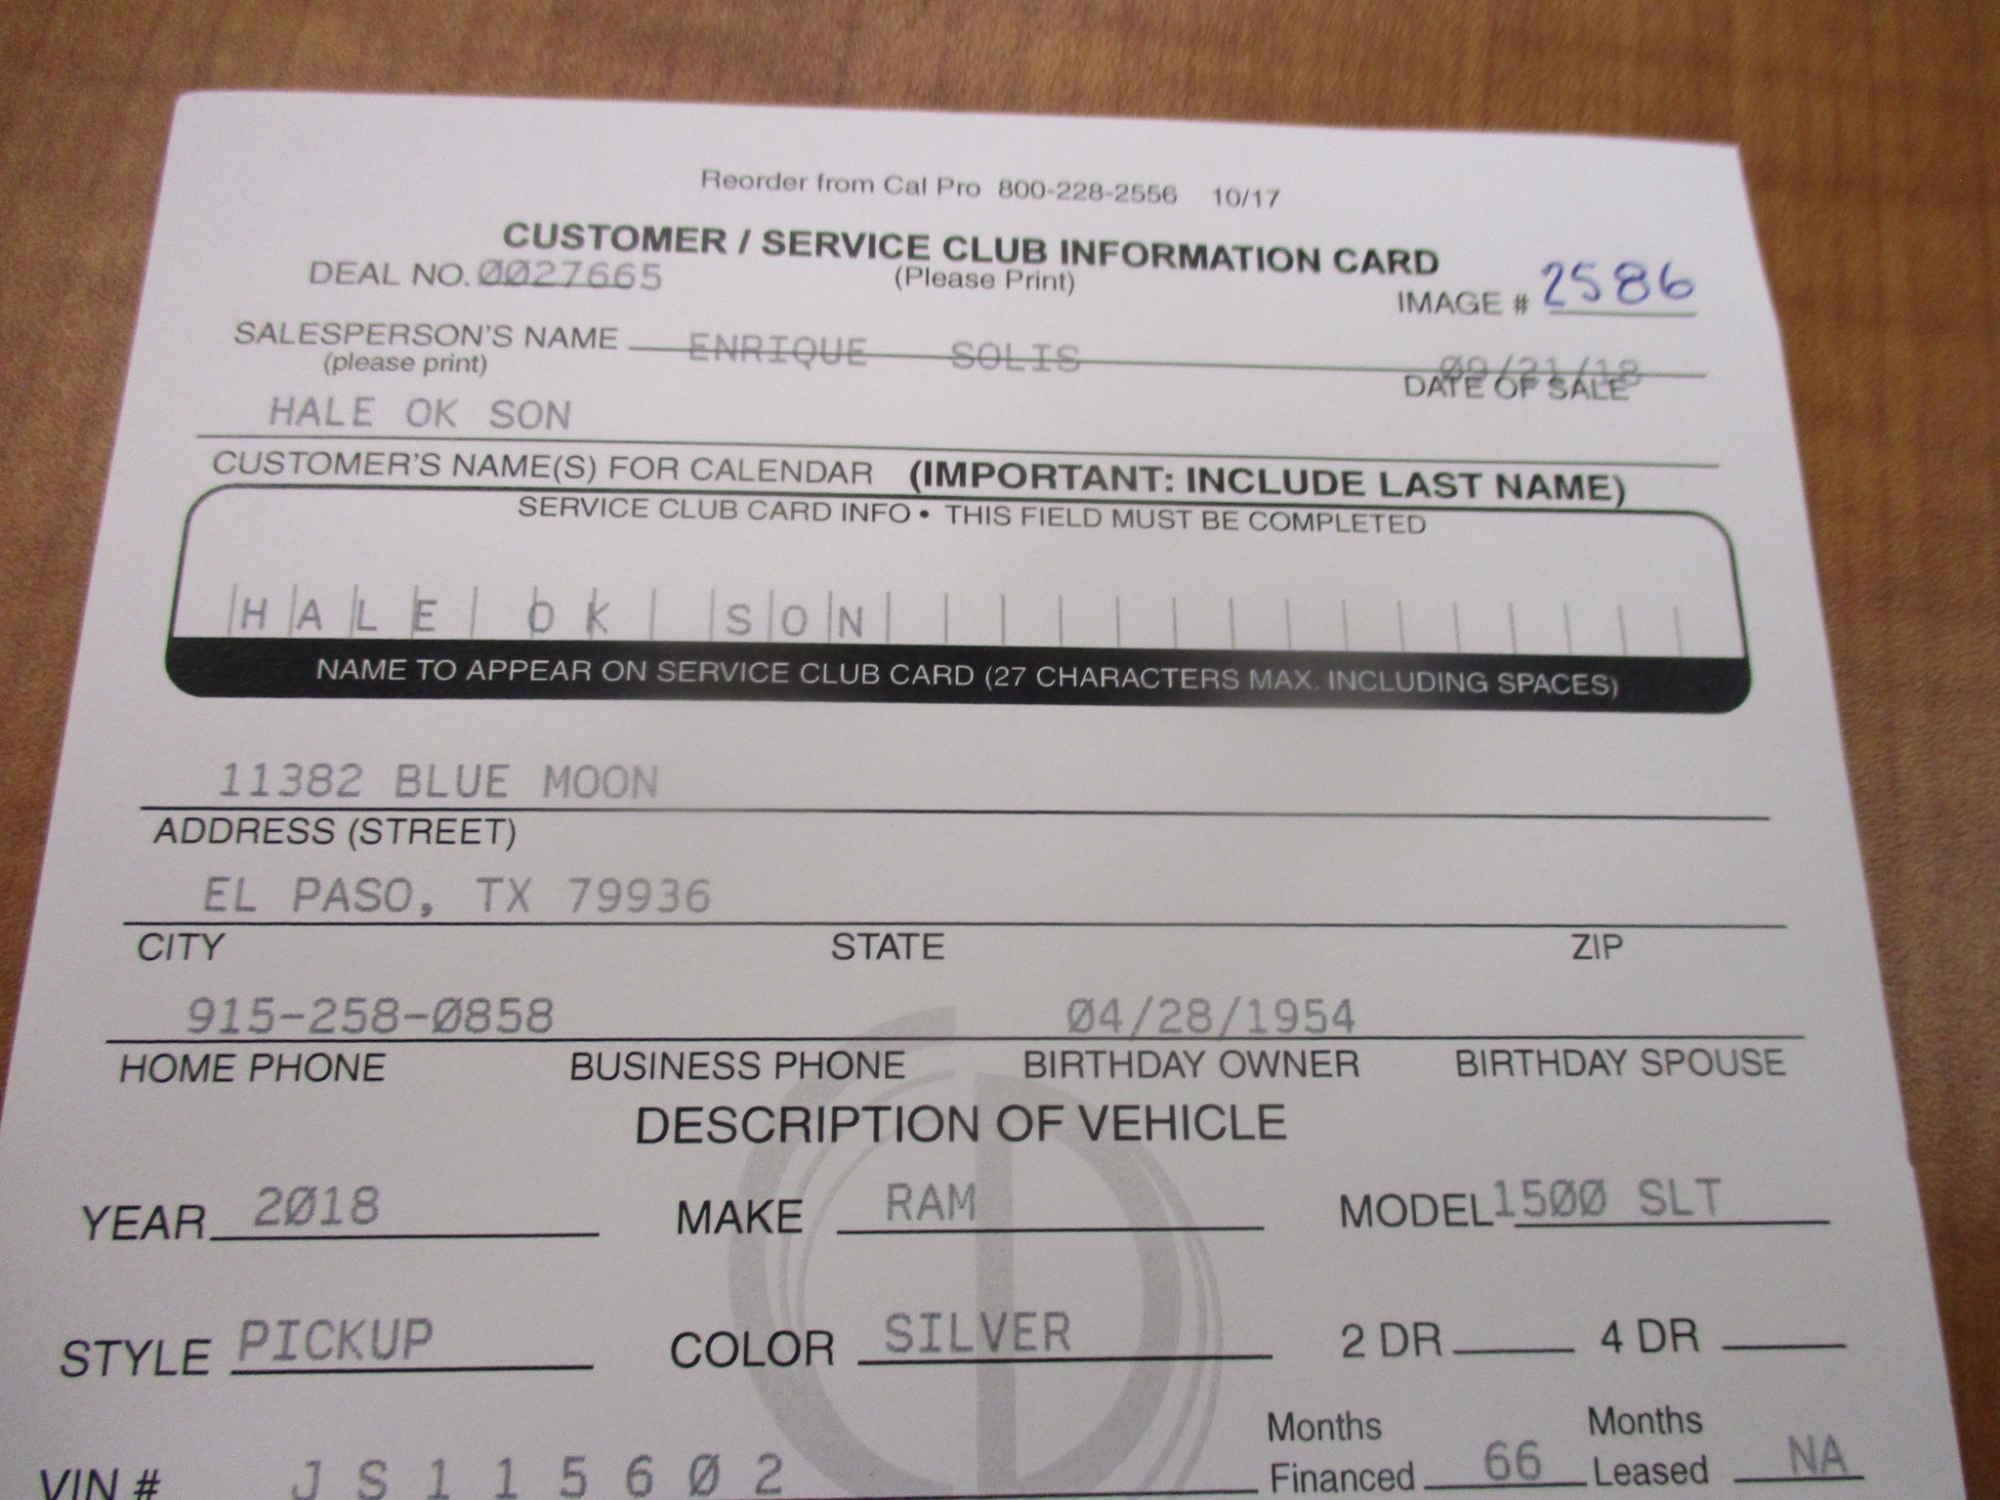 Reorder from Cal Pro 800-228-2556 10/17
CUSTOMER / SERVICE CLUB INFORMATION CARD
DEAL NO. 0027665 (Please Print) IMAGE # 2586
SALESPERSON'S NAME ENRIQUE SOLIS 09/21/18
(please print) DATE OF SALE
HALE OK SON
CUSTOMER'S NAME(S) FOR CALENDAR (IMPORTANT: INCLUDE LAST NAME)
SERVICE CLUB CARD INFO • THIS FIELD MUST BE COMPLETED
HALE OK SON
NAME TO APPEAR ON SERVICE CLUB CARD (27 CHARACTERS MAX. INCLUDING SPACES)
11382 BLUE MOON
ADDRESS (STREET)
EL PASO, TX 79936
CITY STATE ZIP
915-258-0858 04/28/1954
HOME PHONE BUSINESS PHONE BIRTHDAY OWNER BIRTHDAY SPOUSE
DESCRIPTION OF VEHICLE
YEAR 2018 MAKE RAM MODEL 1500 SLT
STYLE PICKUP COLOR SILVER 2 DR 4 DR
Months Months
VIN # JS115602 Financed 66 Leased NA